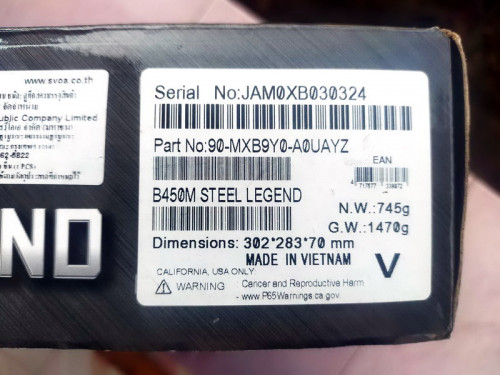 www.svoa.co.th
Public Company Limited
Serial No:JAM0XB030324
Part No:90-MXB9Y0-A0UAYZ
EAN
B450M STEEL LEGEND
N.W.:745g
G.W.:1470g
Dimensions: 302*283*70 mm
MADE IN VIETNAM
V
CALIFORNIA, USA ONLY:
WARNING Cancer and Reproductive Harm
- www.P65Warnings.ca.gov
END